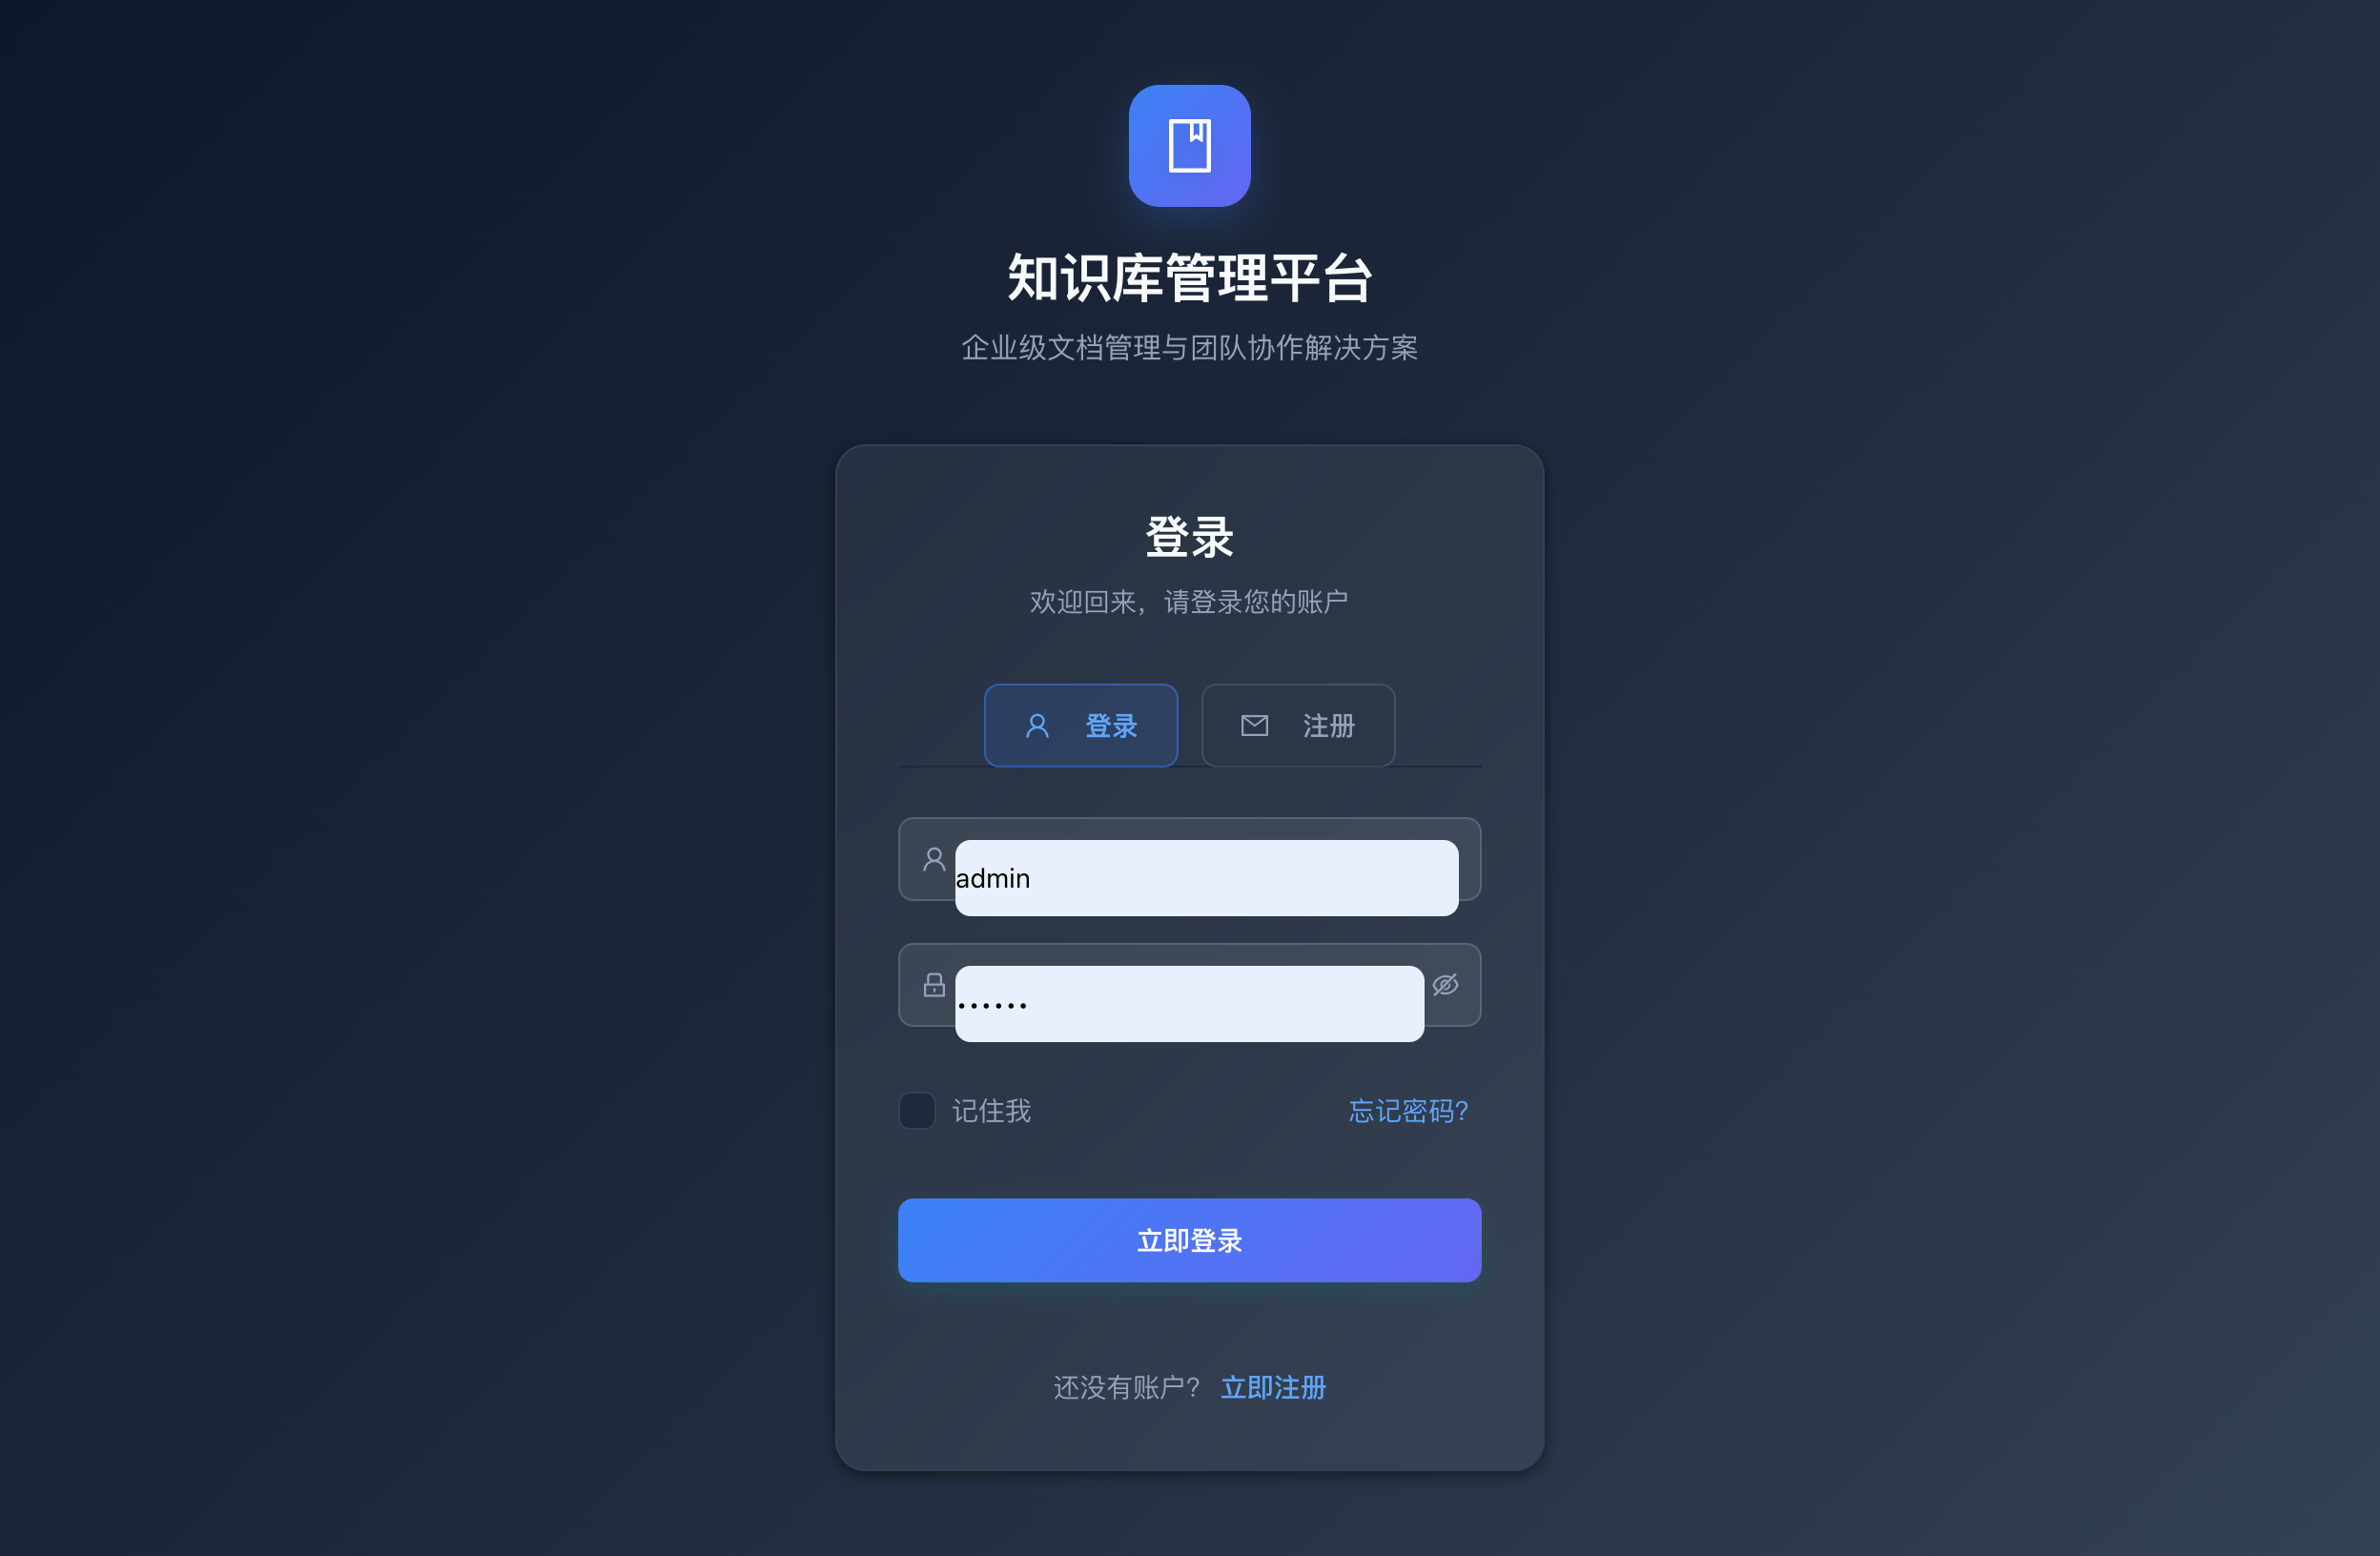 知识库管理平台
企业级文档管理与团队协作解决方案
登录
欢迎回来，请登录您的账户
登录 注册
admin
••••••
记住我 忘记密码?
立即登录
还没有账户? 立即注册